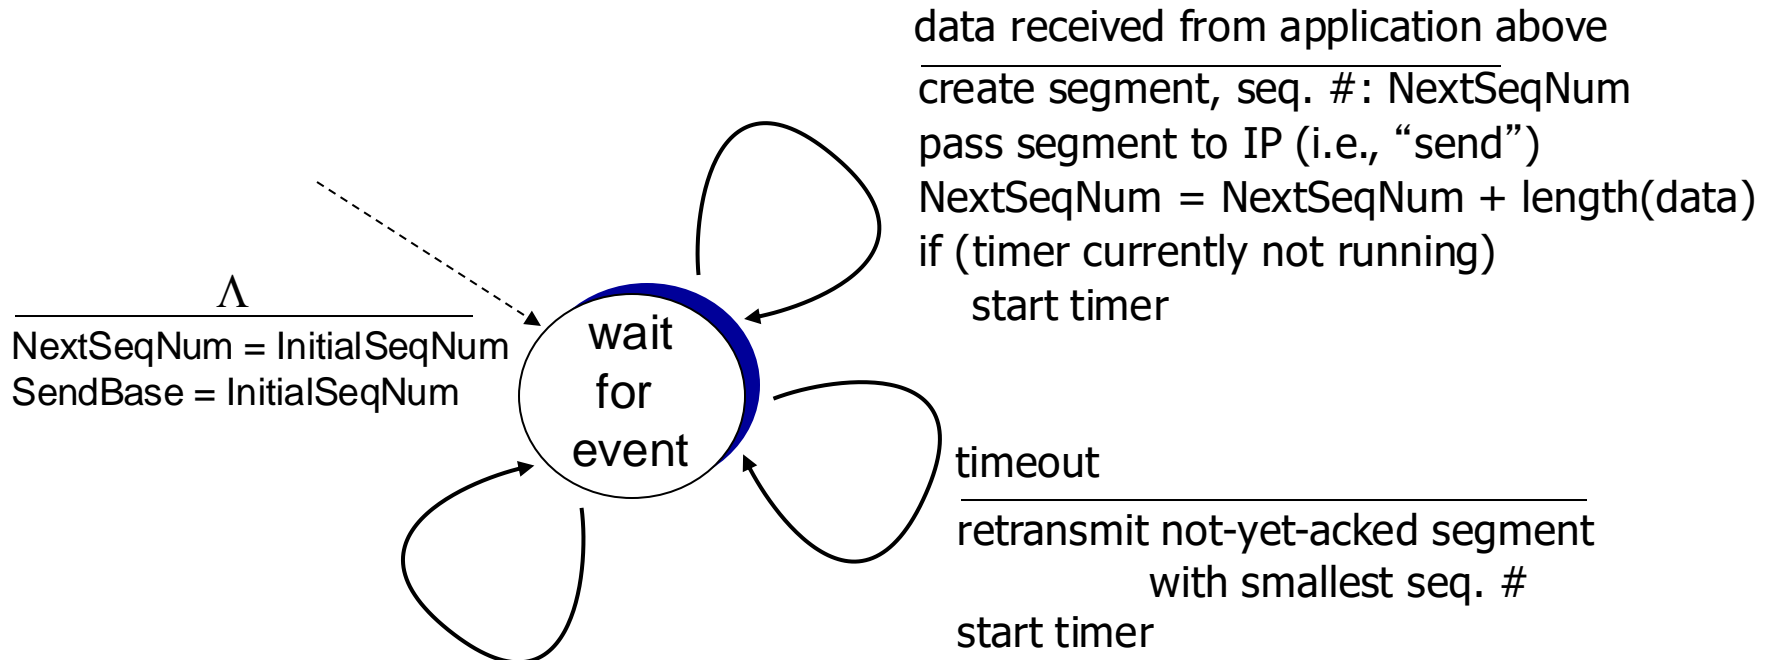 data received from application above
create segment, seq. #: NextSeqNum
pass segment to IP (i.e., “send”)
NextSeqNum = NextSeqNum + length(data)
if (timer currently not running)
start timer
Λ
NextSeqNum = InitialSeqNum
SendBase = InitialSeqNum
wait
for
event
timeout
retransmit not-yet-acked segment
with smallest seq. #
start timer